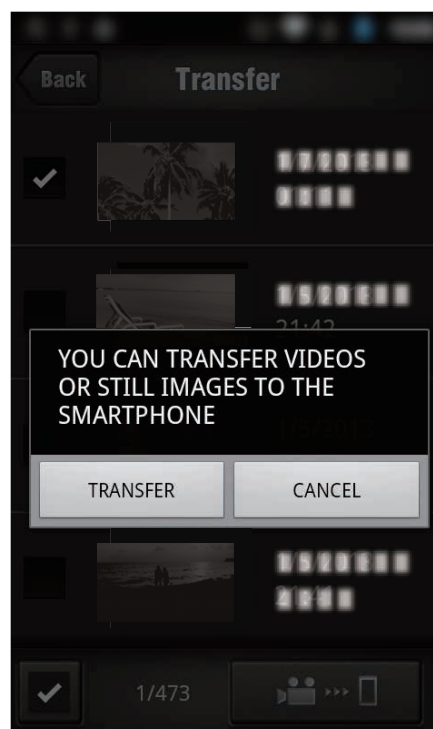 Back
Transfer
21:42
YOU CAN TRANSFER VIDEOS
OR STILL IMAGES TO THE
SMARTPHONE
TRANSFER
CANCEL
1/473